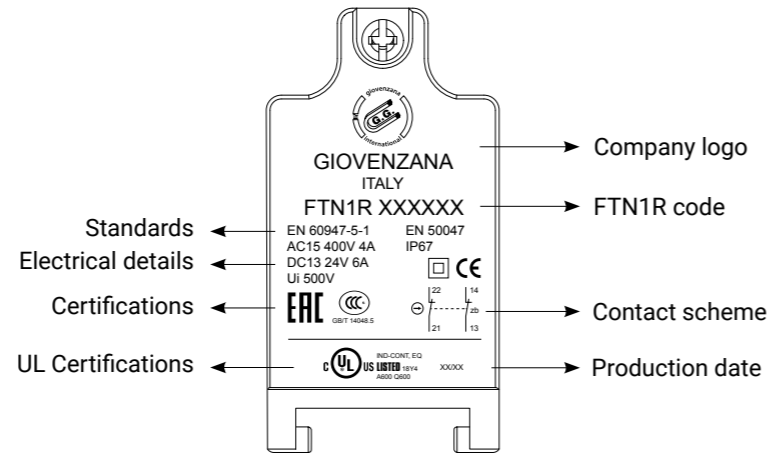 giovenzana
G.G.
international
GIOVENZANA
ITALY
Company logo
FTN1R XXXXXX
FTN1R code
Standards
EN 60947-5-1 EN 50047
AC15 400V 4A IP67
Electrical details
DC13 24V 6A
CE
Ui 500V
Certifications
EAC
CCC
GB/T 14048.5
22 14
zb
21 13
Contact scheme
UL Certifications
C UL US LISTED
IND-CONT, EQ
18Y4
A600 Q600
XX/XX
Production date